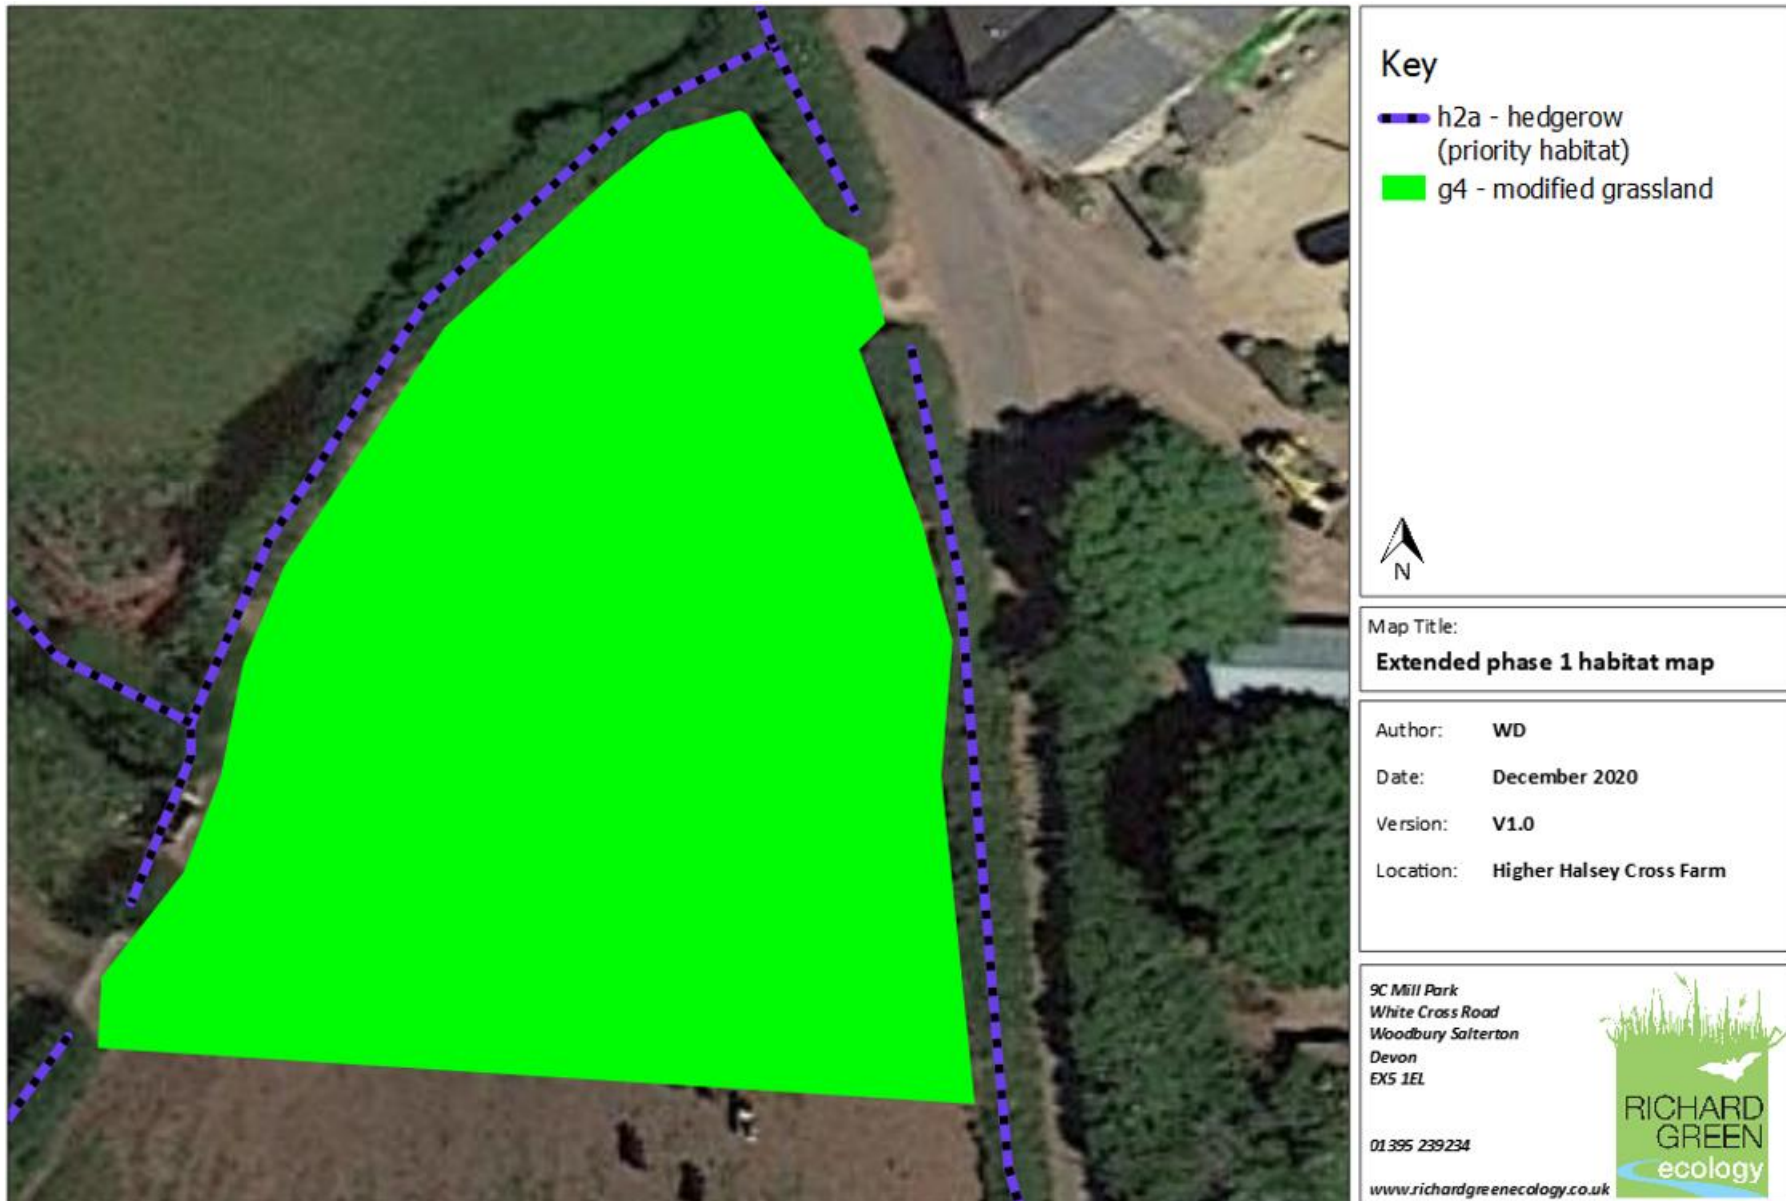 Key
h2a - hedgerow
(priority habitat)
g4 - modified grassland
N
Map Title:
Extended phase 1 habitat map
Author: WD
Date: December 2020
Version: V1.0
Location: Higher Halsey Cross Farm
9C Mill Park
White Cross Road
Woodbury Salterton
Devon
EX5 1EL
01395 239234
www.richardgreenecology.co.uk
RICHARD
GREEN
ecology